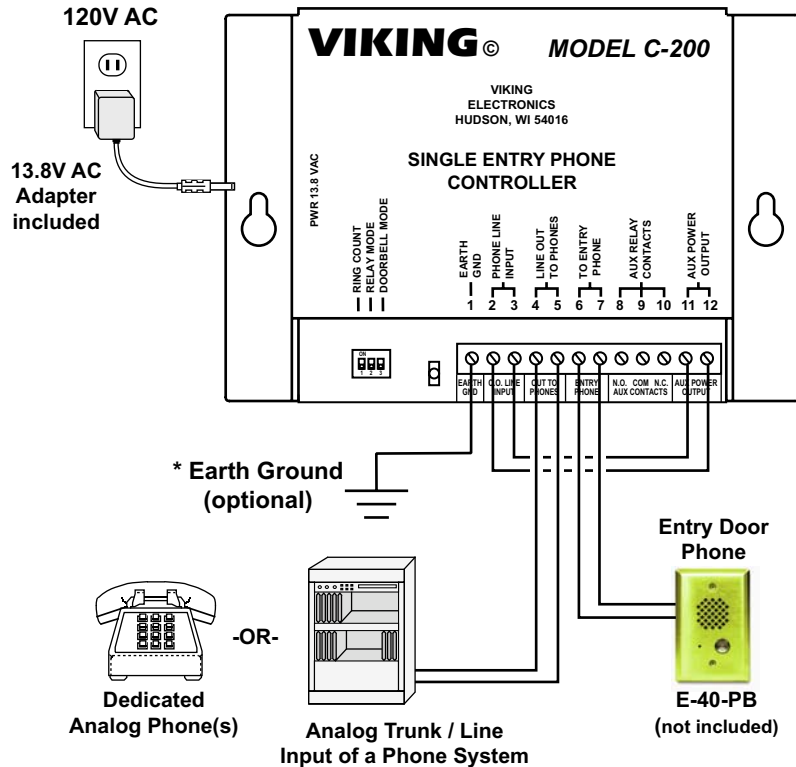 120V AC
13.8V AC
Adapter
included
VIKING © MODEL C-200
VIKING
ELECTRONICS
HUDSON, WI 54016
SINGLE ENTRY PHONE
CONTROLLER
PWR 13.8 VAC
RING COUNT
RELAY MODE
DOORBELL MODE
EARTH
GND
PHONE LINE
INPUT
LINE OUT
TO PHONES
TO ENTRY
PHONE
AUX RELAY
CONTACTS
AUX POWER
OUTPUT
1 2 3 4 5 6 7 8 9 10 11 12
ON
1 2 3
EARTH
GND
C.O. LINE
INPUT
OUT TO
PHONES
ENTRY
PHONE
N.O. COM N.C.
AUX CONTACTS
AUX POWER
OUTPUT
* Earth Ground
(optional)
Dedicated
Analog Phone(s)
-OR-
Analog Trunk / Line
Input of a Phone System
Entry Door
Phone
E-40-PB
(not included)